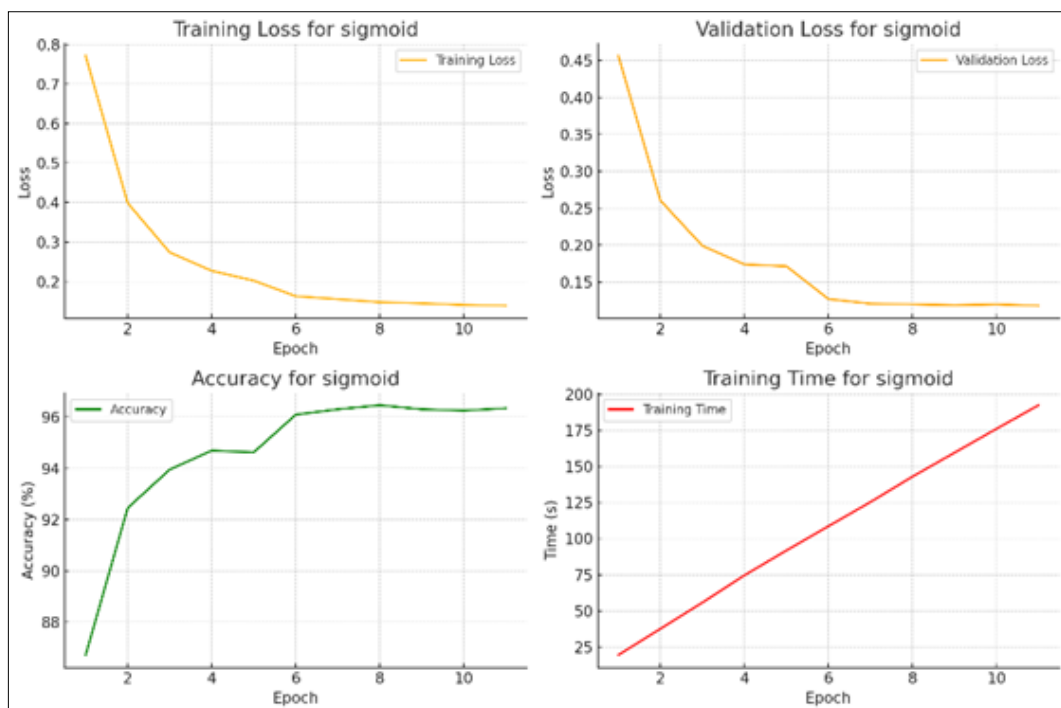 Training Loss for sigmoid
Training Loss
0.8
0.7
0.6
0.5
0.4
0.3
0.2
Loss
2 4 6 8 10
Epoch
Validation Loss for sigmoid
Validation Loss
0.45
0.40
0.35
0.30
0.25
0.20
0.15
Loss
2 4 6 8 10
Epoch
Accuracy for sigmoid
Accuracy
96
94
92
90
88
Accuracy (%)
2 4 6 8 10
Epoch
Training Time for sigmoid
Training Time
200
175
150
125
100
75
50
25
Time (s)
2 4 6 8 10
Epoch